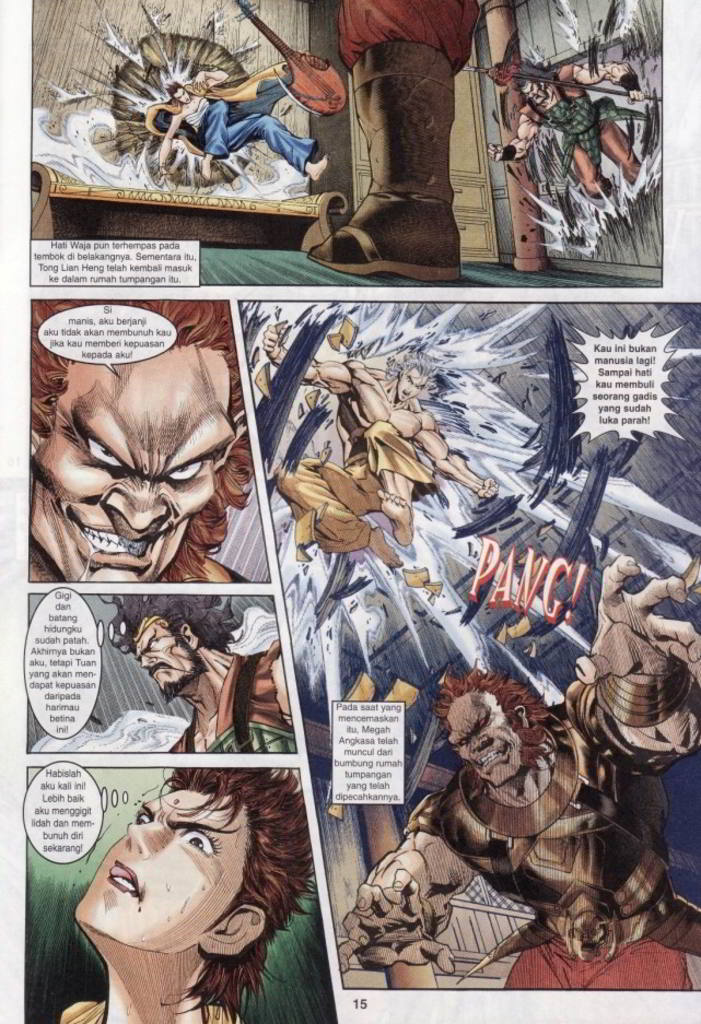 Hati Waja pun terhempas pada
tembok di belakangnya. Sementara itu,
Tong Lian Heng telah kembali masuk
ke dalam rumah tumpangan itu.
Si
manis, aku berjanji
aku tidak akan membunuh kau
jika kau memberi kepuasan
kepada aku!
Gigi
dan
batang
hidungku
sudah patah.
Akhirnya bukan
aku, tetapi Tuan
yang akan men-
dapat kepuasan
daripada
harimau
betina
ini!
Habislah
aku kali ini!
Lebih baik
aku menggigit
lidah dan mem-
bunuh diri
sekarang!
Kau ini bukan
manusia lagi!
Sampai hati
kau membuli
seorang gadis
yang sudah
luka parah!
PANG!
Pada saat yang
mencemaskan
itu, Megah
Angkasa telah
muncul dari
bumbung rumah
tumpangan
yang telah
dipecahkannya.
15